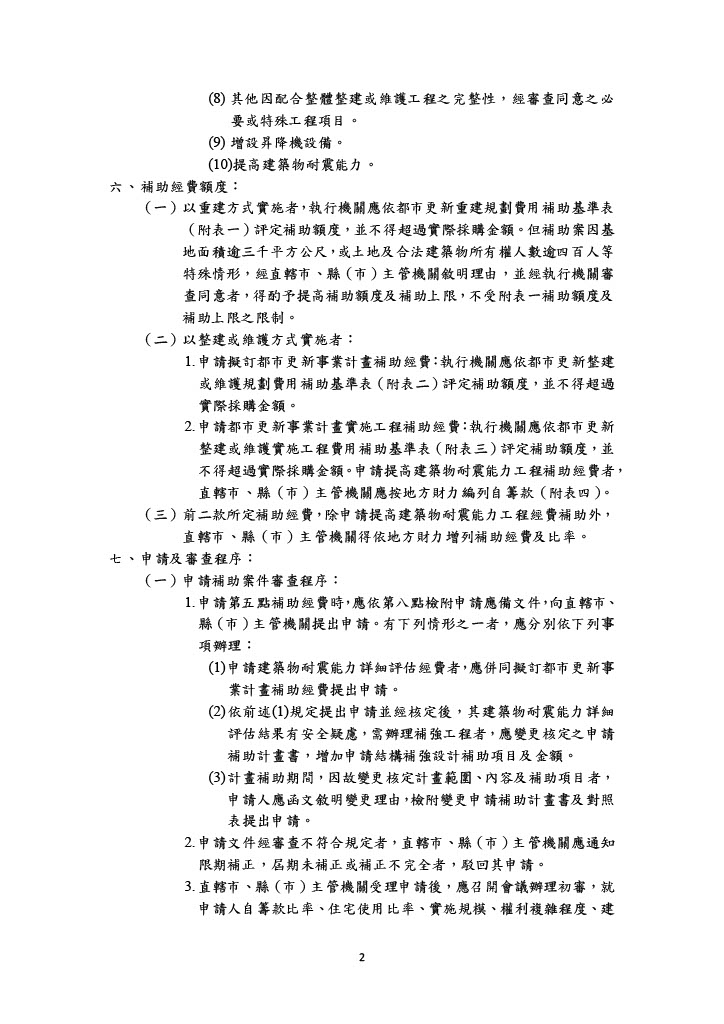 (8) 其他因配合整體整建或維護工程之完整性，經審查同意之必
要或特殊工程項目。
(9) 增設昇降機設備。
(10)提高建築物耐震能力。
六、補助經費額度：
（一）以重建方式實施者，執行機關應依都市更新重建規劃費用補助基準表
（附表一）評定補助額度，並不得超過實際採購金額。但補助案因基
地面積逾三千平方公尺，或土地及合法建築物所有權人數逾四百人等
特殊情形，經直轄市、縣（市）主管機關敘明理由，並經執行機關審
查同意者，得酌予提高補助額度及補助上限，不受附表一補助額度及
補助上限之限制。
（二）以整建或維護方式實施者：
1.申請擬訂都市更新事業計畫補助經費：執行機關應依都市更新整建
或維護規劃費用補助基準表（附表二）評定補助額度，並不得超過
實際採購金額。
2.申請都市更新事業計畫實施工程補助經費：執行機關應依都市更新
整建或維護實施工程費用補助基準表（附表三）評定補助額度，並
不得超過實際採購金額。申請提高建築物耐震能力工程補助經費者，
直轄市、縣（市）主管機關應按地方財力編列自籌款（附表四）。
（三）前二款所定補助經費，除申請提高建築物耐震能力工程經費補助外，
直轄市、縣（市）主管機關得依地方財力增列補助經費及比率。
七、申請及審查程序：
（一）申請補助案件審查程序：
1.申請第五點補助經費時，應依第八點檢附申請應備文件，向直轄市、
縣（市）主管機關提出申請。有下列情形之一者，應分別依下列事
項辦理：
(1)申請建築物耐震能力詳細評估經費者，應併同擬訂都市更新事
業計畫補助經費提出申請。
(2)依前述(1)規定提出申請並經核定後，其建築物耐震能力詳細
評估結果有安全疑慮，需辦理補強工程者，應變更核定之申請
補助計畫書，增加申請結構補強設計補助項目及金額。
(3)計畫補助期間，因故變更核定計畫範圍、內容及補助項目者，
申請人應函文敘明變更理由，檢附變更申請補助計畫書及對照
表提出申請。
2.申請文件經審查不符合規定者，直轄市、縣（市）主管機關應通知
限期補正，屆期未補正或補正不完全者，駁回其申請。
3.直轄市、縣（市）主管機關受理申請後，應召開會議辦理初審，就
申請人自籌款比率、住宅使用比率、實施規模、權利複雜程度、建
2